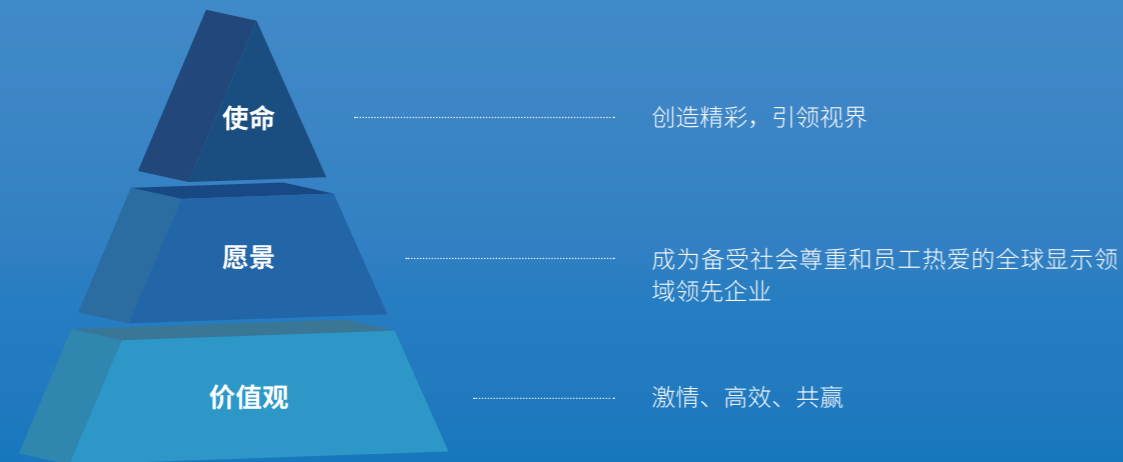 使命
创造精彩，引领视界
愿景
成为备受社会尊重和员工热爱的全球显示领
域领先企业
价值观
激情、高效、共赢